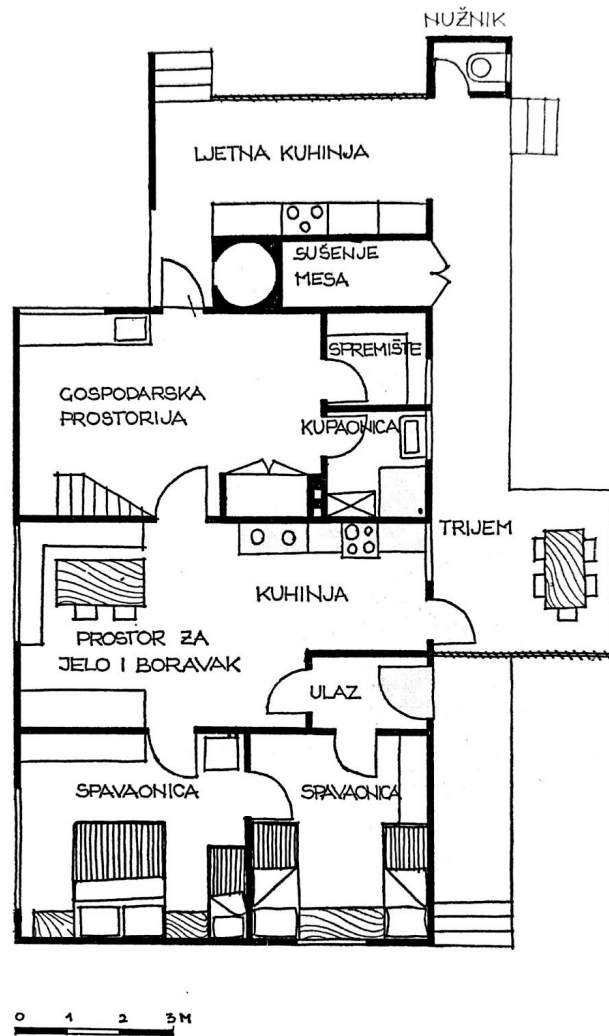 NUŽNIK
LJETNA KUHINJA
SUŠENJE
MESA
SPREMIŠTE
GOSPODARSKA
PROSTORIJA
KUPAONICA
TRIJEM
KUHINJA
PROSTOR ZA
JELO I BORAVAK
ULAZ
SPAVAONICA
SPAVAONICA
0 1 2 3M